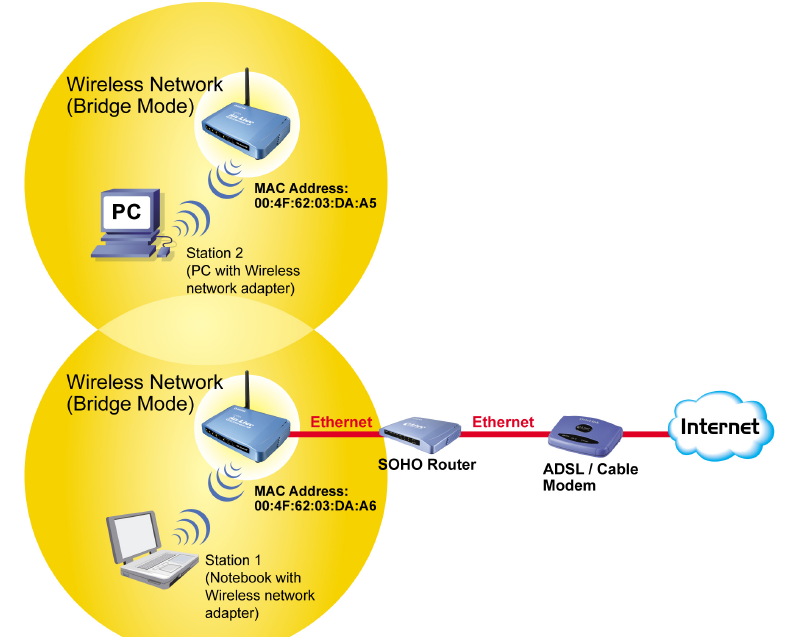 Wireless Network
(Bridge Mode)
MAC Address:
00:4F:62:03:DA:A5
PC
Station 2
(PC with Wireless
network adapter)
Wireless Network
(Bridge Mode)
Ethernet
Ethernet
Internet
SOHO Router
ADSL / Cable
Modem
MAC Address:
00:4F:62:03:DA:A6
Station 1
(Notebook with
Wireless network
adapter)